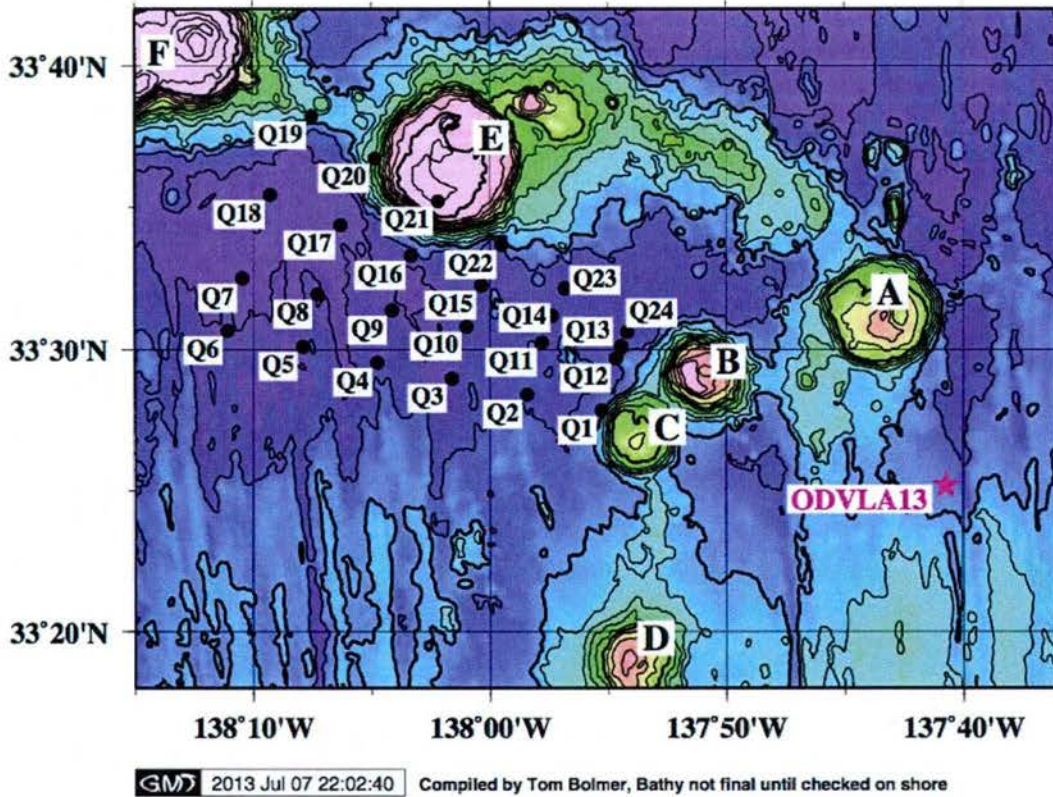 F
33°40'N
Q19
E
Q20
Q18
Q21
Q17
Q16
Q22
Q23
A
Q7
Q8
Q15
Q14
Q13
Q24
Q9
Q10
33°30'N
Q6
Q5
Q11
B
Q4
Q12
Q3
Q2
Q1
C
ODVLA13
33°20'N
D
138°10'W
138°00'W
137°50'W
137°40'W
GMT 2013 Jul 07 22:02:40 Compiled by Tom Bolmer, Bathy not final until checked on shore